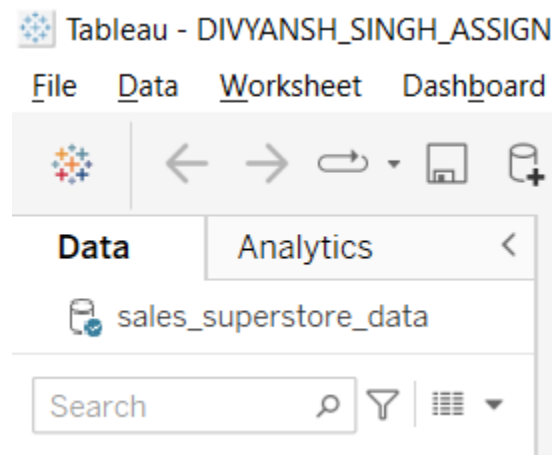 Tableau - DIVYANSH_SINGH_ASSIGN
File Data Worksheet Dashboard
Data Analytics
sales_superstore_data
Search